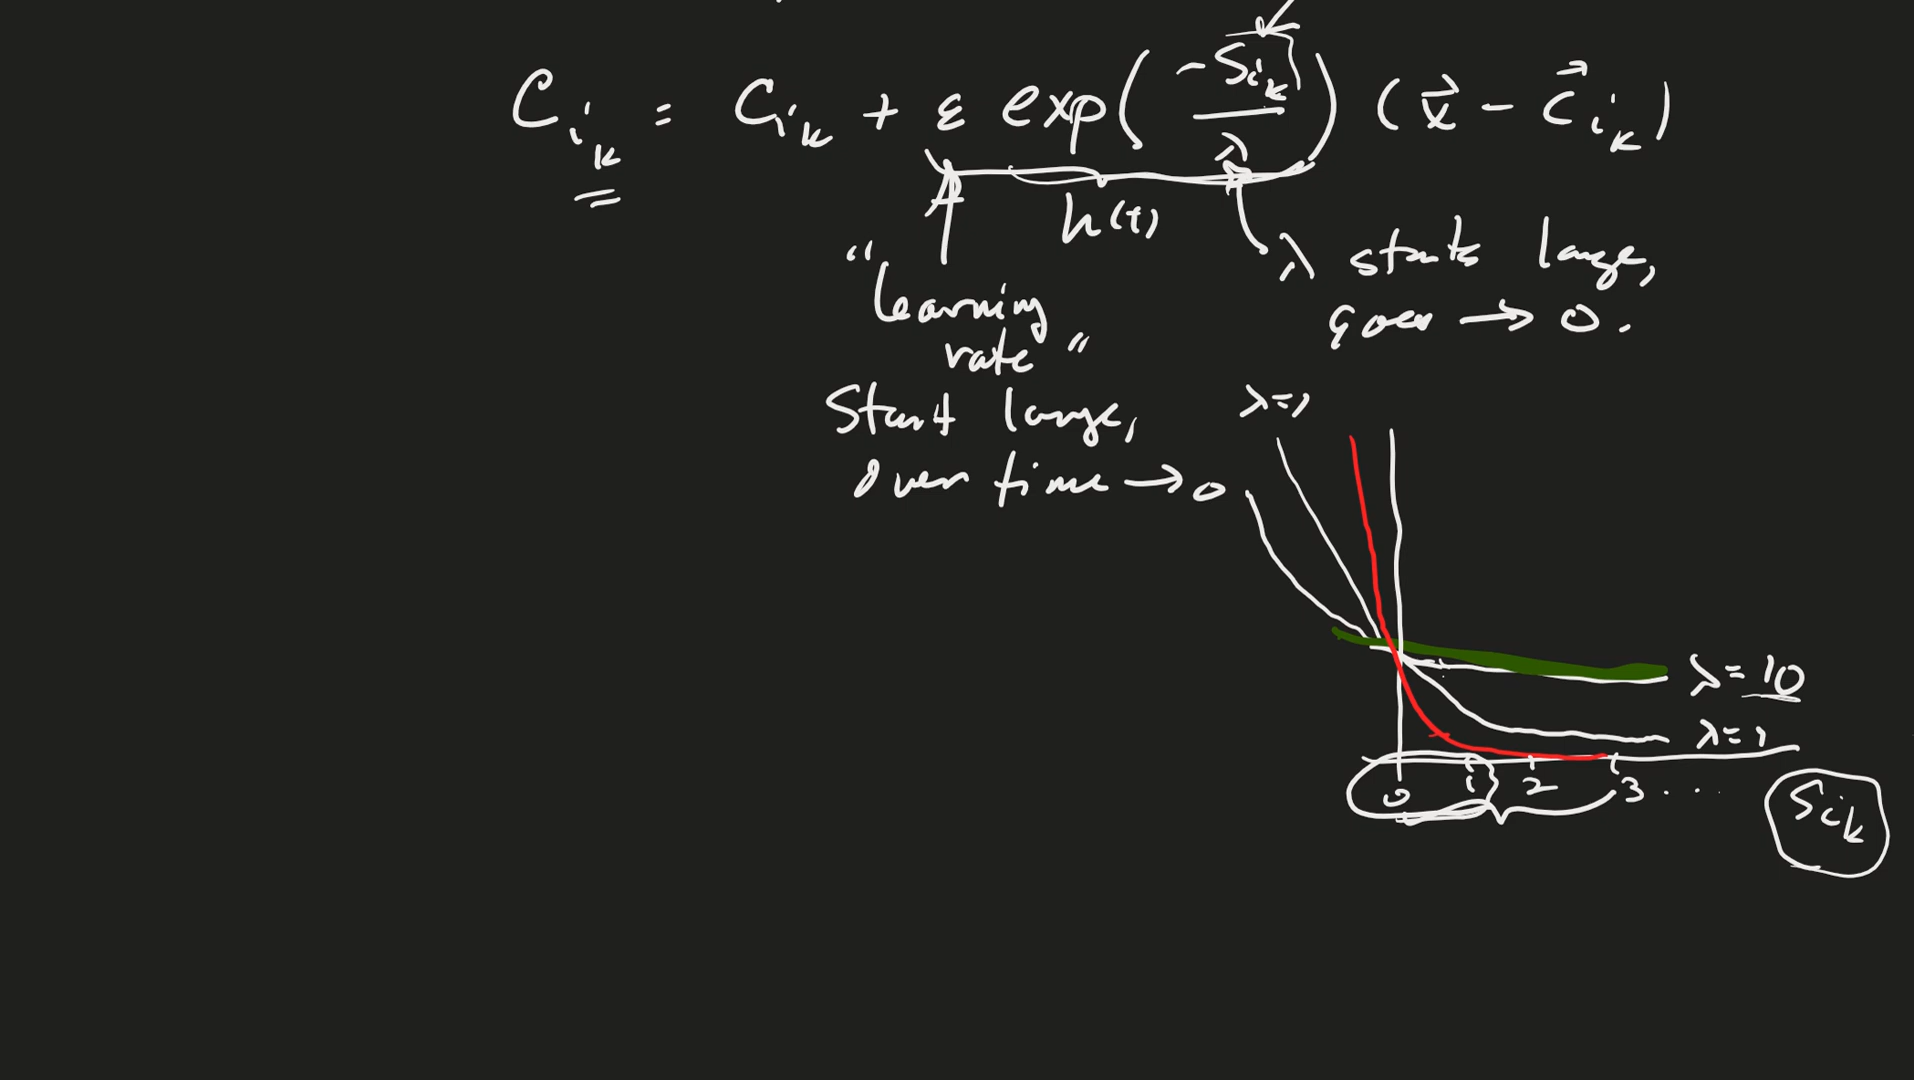 C_{i_k} = C_{i_k} + ε exp(-S_{i_k} / λ) (x⃗ - c⃗_{i_k})
h(t)
"learning rate"
Start large,
over time → 0
λ starts large,
goes → 0.
λ=1
λ=10
λ=1
0 1 2 3 ...
S_{i_k}